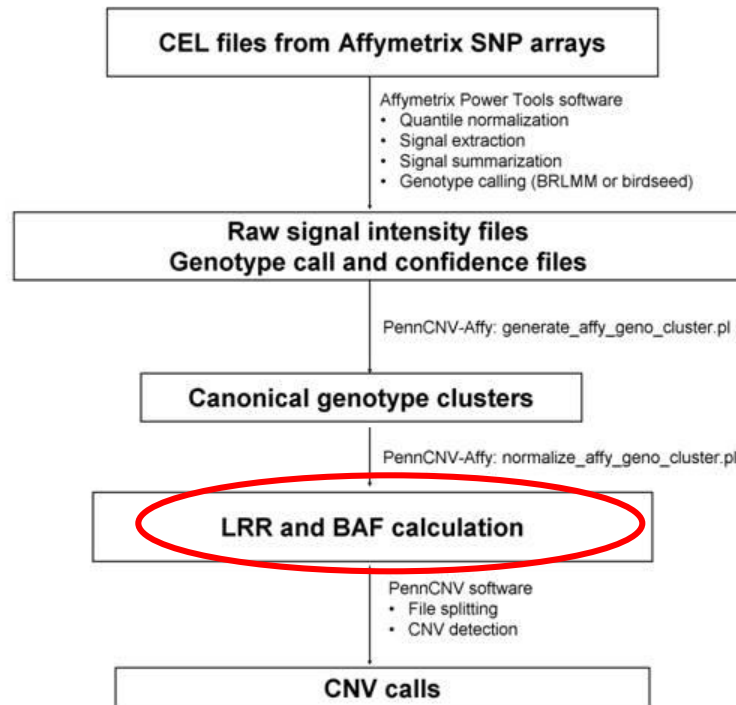 CEL files from Affymetrix SNP arrays
Affymetrix Power Tools software
• Quantile normalization
• Signal extraction
• Signal summarization
• Genotype calling (BRLMM or birdseed)
Raw signal intensity files
Genotype call and confidence files
PennCNV-Affy: generate_affy_geno_cluster.pl
Canonical genotype clusters
PennCNV-Affy: normalize_affy_geno_cluster.pl
LRR and BAF calculation
PennCNV software
• File splitting
• CNV detection
CNV calls